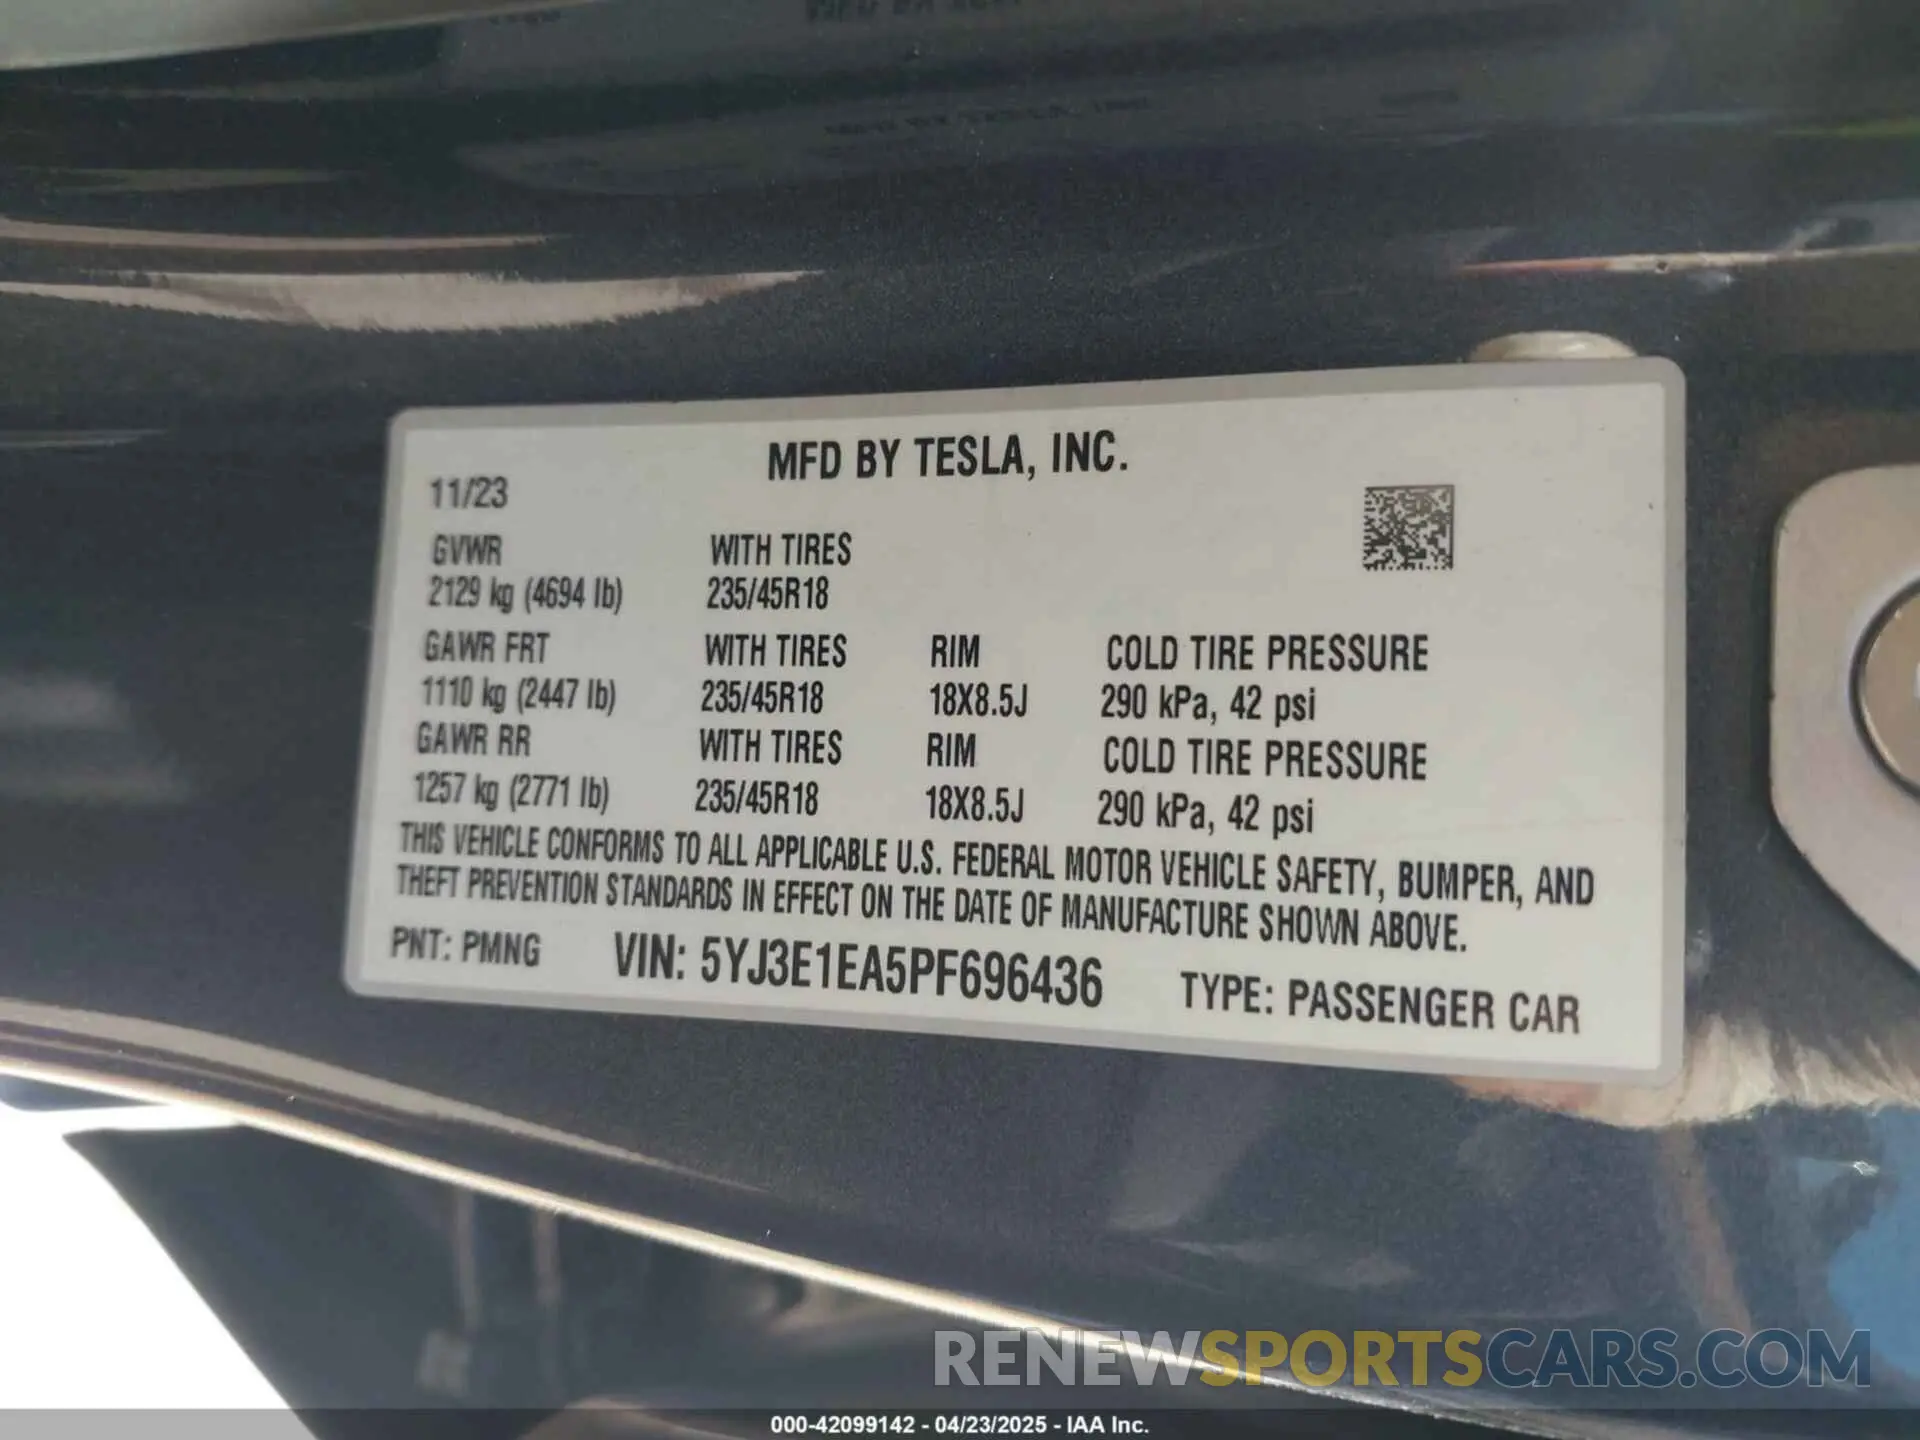 MFD BY TESLA, INC.
11/23
GVWR WITH TIRES
2129 kg (4694 lb) 235/45R18
GAWR FRT WITH TIRES RIM COLD TIRE PRESSURE
1110 kg (2447 lb) 235/45R18 18X8.5J 290 kPa, 42 psi
GAWR RR WITH TIRES RIM COLD TIRE PRESSURE
1257 kg (2771 lb) 235/45R18 18X8.5J 290 kPa, 42 psi
THIS VEHICLE CONFORMS TO ALL APPLICABLE U.S. FEDERAL MOTOR VEHICLE SAFETY, BUMPER, AND
THEFT PREVENTION STANDARDS IN EFFECT ON THE DATE OF MANUFACTURE SHOWN ABOVE.
PNT: PMNG VIN: 5YJ3E1EA5PF696436 TYPE: PASSENGER CAR
RENEWSPORTSCARS.COM
000-42099142 - 04/23/2025 - IAA Inc.